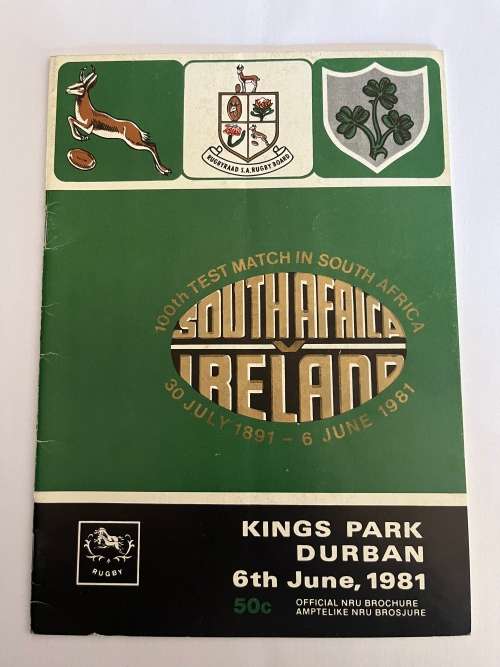 RUGBYRAAD S.A. RUGBY BOARD
100th TEST MATCH IN SOUTH AFRICA
SOUTH AFRICA
V
IRELAND
30 JULY 1891 - 6 JUNE 1981
KINGS PARK
DURBAN
6th June, 1981
RUGBY
50c
OFFICIAL NRU BROCHURE
AMPTELIKE NRU BROSJURE